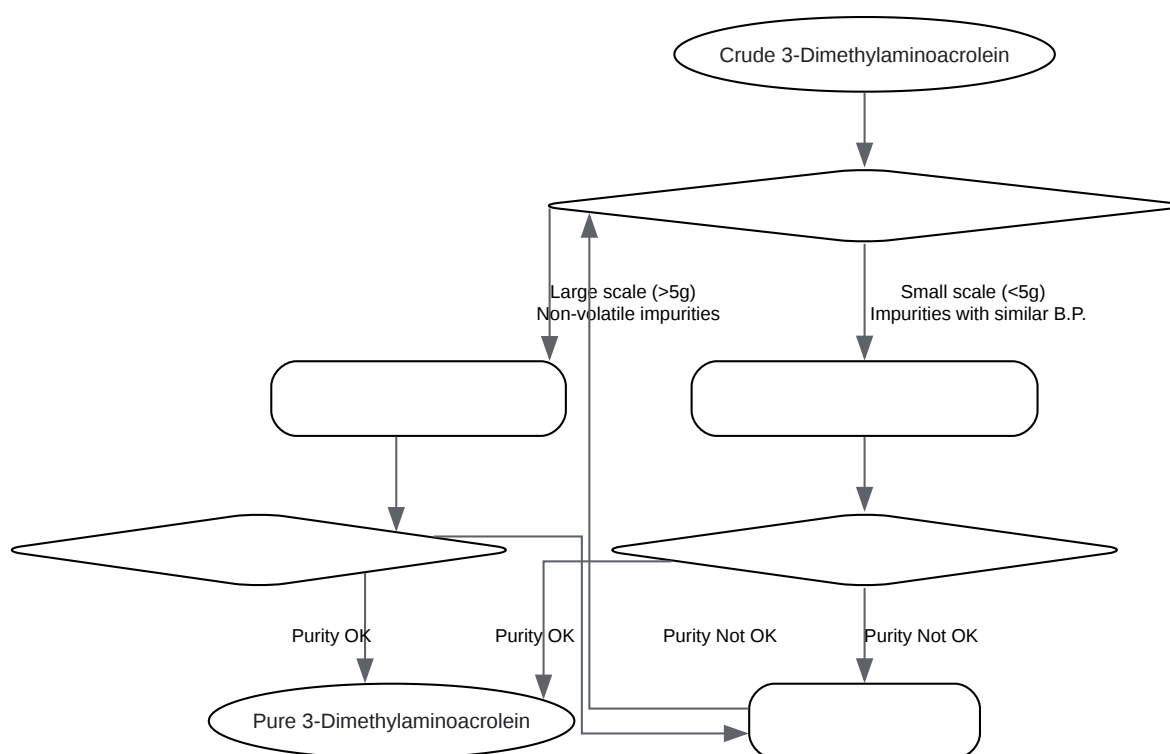 Crude 3-Dimethylaminoacrolein
Large scale (>5g)
Non-volatile impurities
Small scale (<5g)
Impurities with similar B.P.
Purity OK
Purity OK
Purity Not OK
Purity Not OK
Pure 3-Dimethylaminoacrolein